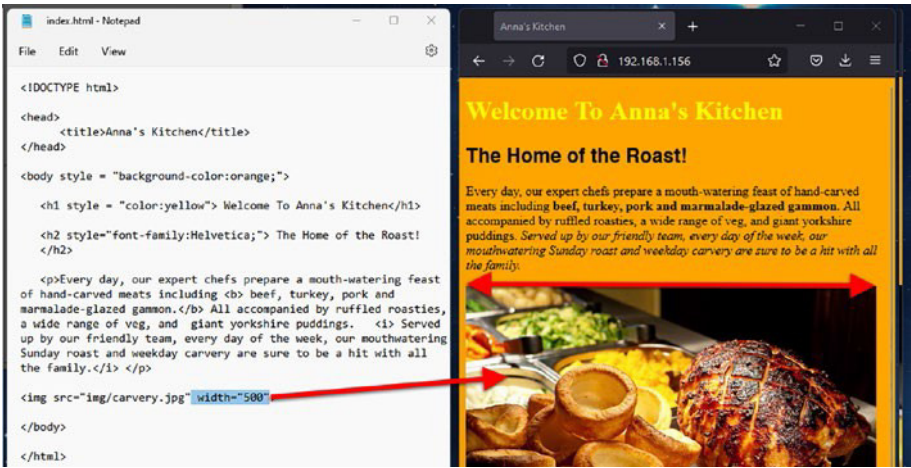 index.html - Notepad
File Edit View
<!DOCTYPE html>
<head>
<title>Anna's Kitchen</title>
</head>
<body style = "background-color:orange;">
<h1 style = "color:yellow"> Welcome To Anna's Kitchen</h1>
<h2 style="font-family:Helvetica;"> The Home of the Roast!
</h2>
<p>Every day, our expert chefs prepare a mouth-watering feast
of hand-carved meats including <b> beef, turkey, pork and
marmalade-glazed gammon.</b> All accompanied by ruffled roasties,
a wide range of veg, and giant yorkshire puddings. <i> Served
up by our friendly team, every day of the week, our mouthwatering
Sunday roast and weekday carvery are sure to be a hit with all
the family.</i> </p>
<img src="img/carvery.jpg" width="500"
</body>
</html>
Anna's Kitchen
192.168.1.156
Welcome To Anna's Kitchen
The Home of the Roast!
Every day, our expert chefs prepare a mouth-watering feast of hand-carved
meats including beef, turkey, pork and marmalade-glazed gammon. All
accompanied by ruffled roasties, a wide range of veg, and giant yorkshire
puddings. Served up by our friendly team, every day of the week, our
mouthwatering Sunday roast and weekday carvery are sure to be a hit with all
the family.